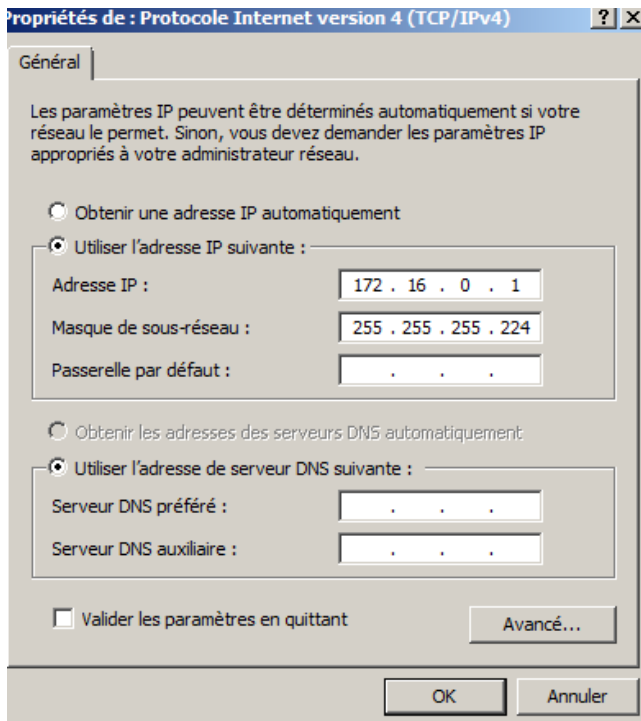 Propriétés de : Protocole Internet version 4 (TCP/IPv4)
Général
Les paramètres IP peuvent être déterminés automatiquement si votre
réseau le permet. Sinon, vous devez demander les paramètres IP
appropriés à votre administrateur réseau.
Obtenir une adresse IP automatiquement
Utiliser l'adresse IP suivante :
Adresse IP : 172 . 16 . 0 . 1
Masque de sous-réseau : 255 . 255 . 255 . 224
Passerelle par défaut : . . .
Obtenir les adresses des serveurs DNS automatiquement
Utiliser l'adresse de serveur DNS suivante :
Serveur DNS préféré : . . .
Serveur DNS auxiliaire : . . .
Valider les paramètres en quittant Avancé...
OK Annuler